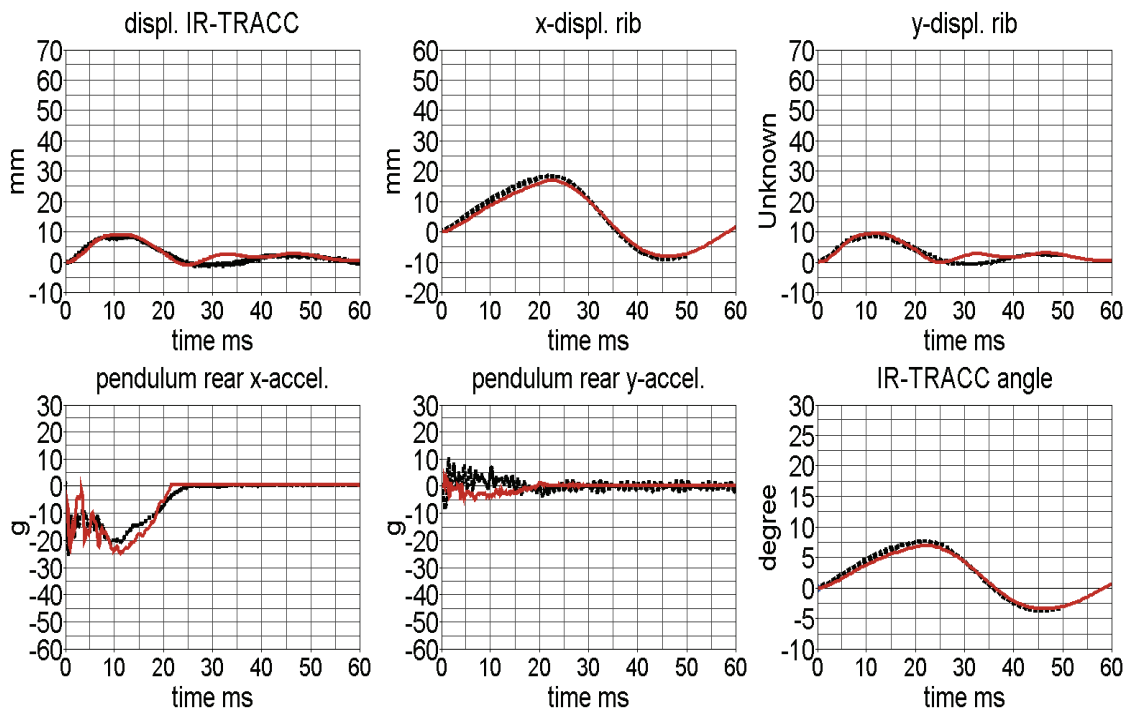 displ. IR-TRACC x-displ. rib y-displ. rib
70 60 70
60 50 60
50 40 50
40 30 40
30 20 30
20 10 20
10 0 10
0 -10 0
-10 -20 -10
mm mm Unknown
0 10 20 30 40 50 60 0 10 20 30 40 50 60 0 10 20 30 40 50 60
time ms time ms time ms
pendulum rear x-accel. pendulum rear y-accel. IR-TRACC angle
30 30 30
20 20 25
10 10 20
0 0 15
-10 -10 10
-20 -20 5
-30 -30 0
-40 -40 -5
-50 -50 -10
-60 -60
g g degree
0 10 20 30 40 50 60 0 10 20 30 40 50 60 0 10 20 30 40 50 60
time ms time ms time ms